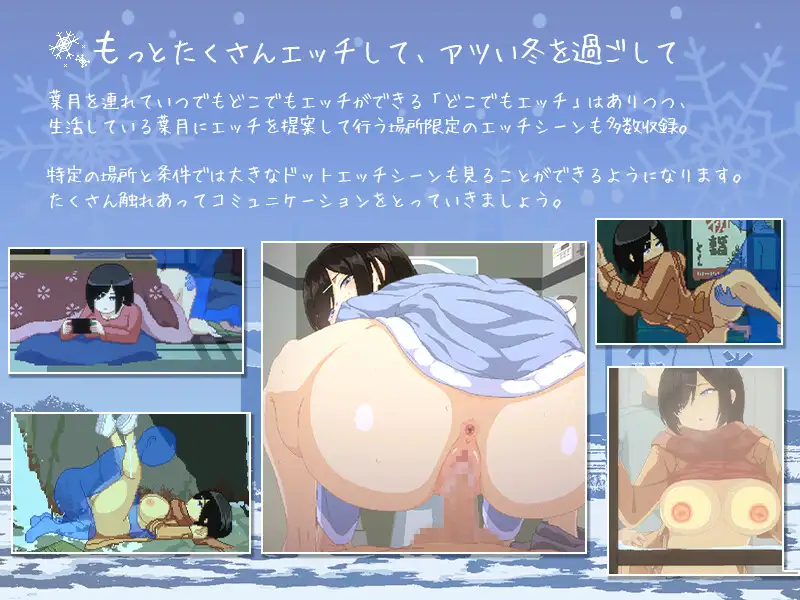 もっとたくさんエッチして、アツい冬を過ごして
葉月を連れていつでもどこでもエッチができる「どこでもエッチ」はありつつ、
生活している葉月にエッチを提案して行う場所限定のエッチシーンも多数収録。
特定の場所と条件では大きなドットエッチシーンも見ることができるようになります。
たくさん触れあってコミュニケーションをとっていきましょう。